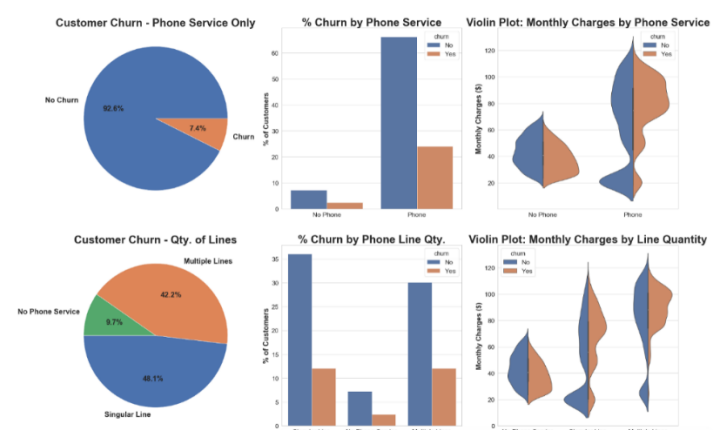 Customer Churn - Phone Service Only
No Churn
92.6%
7.4%
Churn
% Churn by Phone Service
churn
No
Yes
% of Customers
60
50
40
30
20
10
0
No Phone
Phone
Violin Plot: Monthly Charges by Phone Service
churn
No
Yes
Monthly Charges ($)
120
100
80
60
40
20
No Phone
Phone
Customer Churn - Qty. of Lines
Multiple Lines
42.2%
No Phone Service
9.7%
48.1%
Singular Line
% Churn by Phone Line Qty.
churn
No
Yes
% of Customers
35
30
25
20
15
10
5
0
Violin Plot: Monthly Charges by Line Quantity
churn
No
Yes
Monthly Charges ($)
120
100
80
60
40
20
0